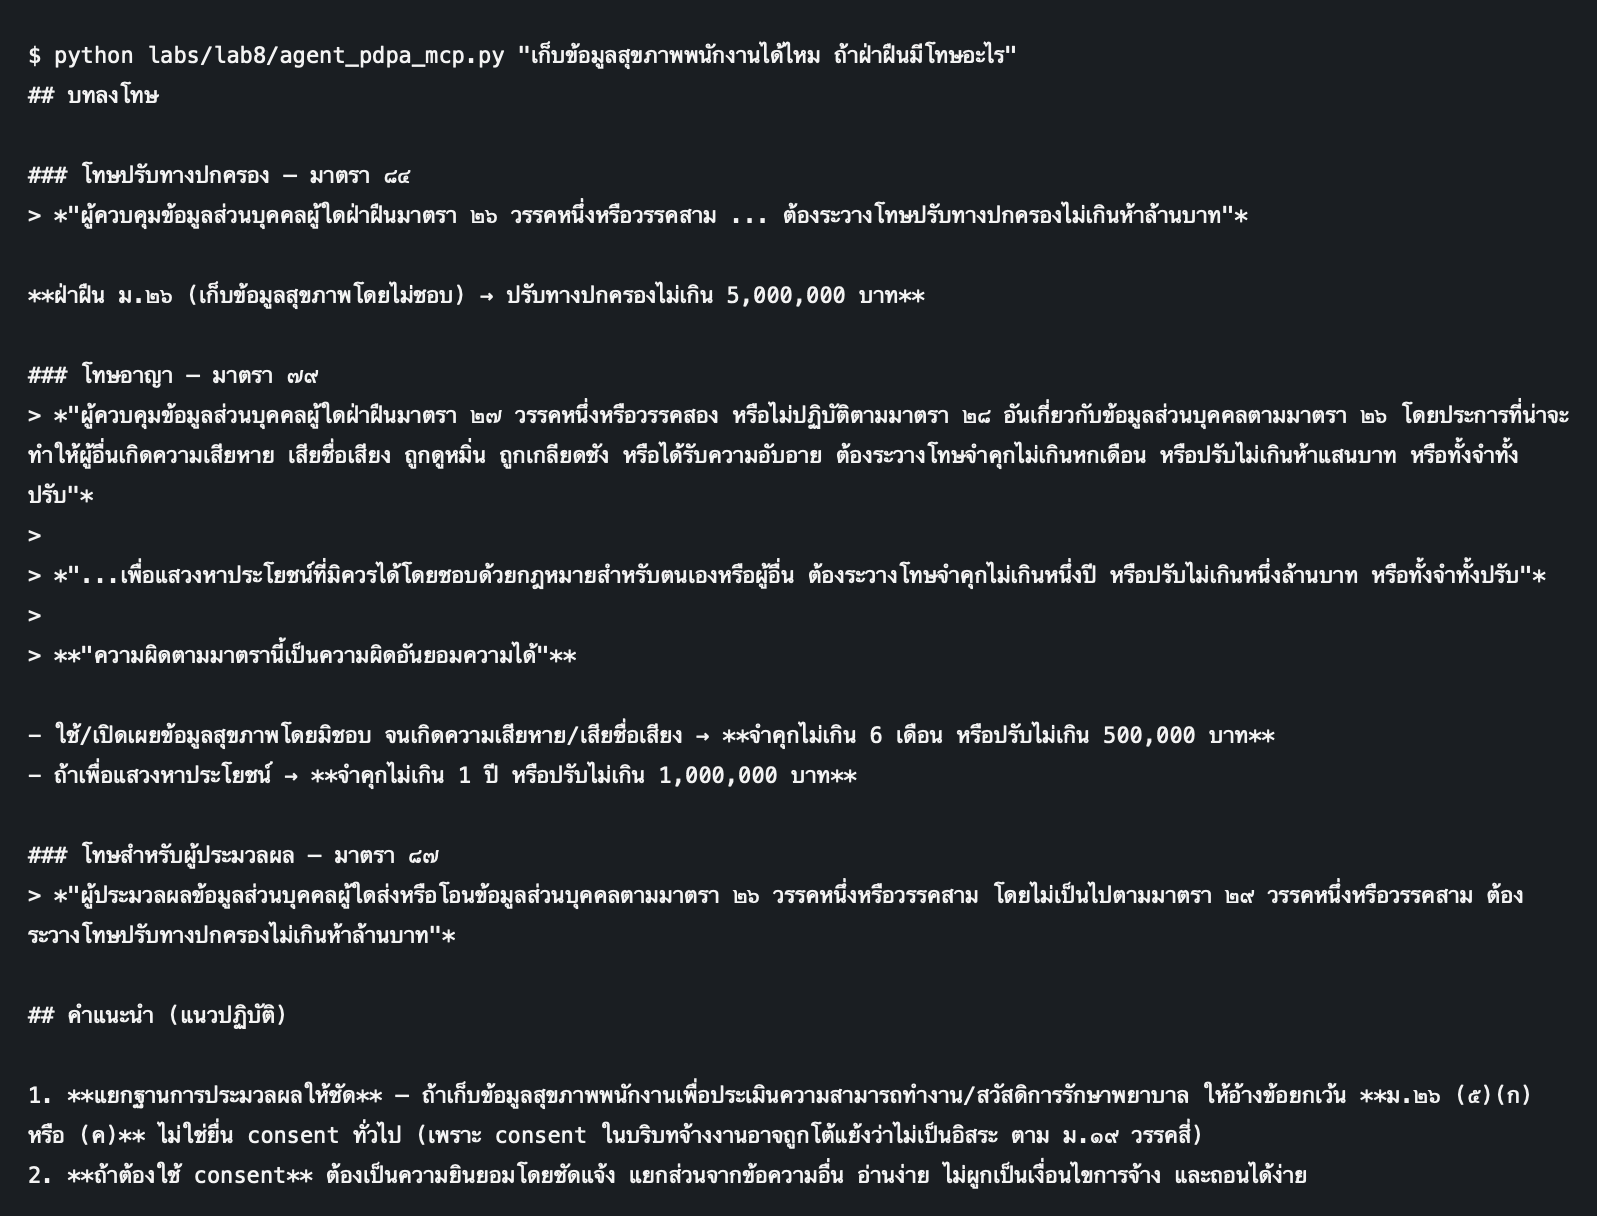 $ python labs/lab8/agent_pdpa_mcp.py "เก็บข้อมูลสุขภาพพนักงานได้ไหม ถ้าฝ่าฝืนมีโทษอะไร"
## บทลงโทษ
### โทษปรับทางปกครอง — มาตรา ๘๔
> *"ผู้ควบคุมข้อมูลส่วนบุคคลผู้ใดฝ่าฝืนมาตรา ๒๖ วรรคหนึ่งหรือวรรคสาม ... ต้องระวางโทษปรับทางปกครองไม่เกินห้าล้านบาท"*
**ฝ่าฝืน ม.๒๖ (เก็บข้อมูลสุขภาพโดยไม่ชอบ) → ปรับทางปกครองไม่เกิน 5,000,000 บาท**
### โทษอาญา — มาตรา ๗๙
> *"ผู้ควบคุมข้อมูลส่วนบุคคลผู้ใดฝ่าฝืนมาตรา ๒๗ วรรคหนึ่งหรือวรรคสอง หรือไม่ปฏิบัติตามมาตรา ๒๘ อันเกี่ยวกับข้อมูลส่วนบุคคลตามมาตรา ๒๖ โดยประการที่น่าจะ
ทำให้ผู้อื่นเกิดความเสียหาย เสียชื่อเสียง ถูกดูหมิ่น ถูกเกลียดชัง หรือได้รับความอับอาย ต้องระวางโทษจำคุกไม่เกินหกเดือน หรือปรับไม่เกินห้าแสนบาท หรือทั้งจำทั้ง
ปรับ"*
>
> *"...เพื่อแสวงหาประโยชน์ที่มิควรได้โดยชอบด้วยกฎหมายสำหรับตนเองหรือผู้อื่น ต้องระวางโทษจำคุกไม่เกินหนึ่งปี หรือปรับไม่เกินหนึ่งล้านบาท หรือทั้งจำทั้งปรับ"*
>
> **"ความผิดตามมาตรานี้เป็นความผิดอันยอมความได้"**
- ใช้/เปิดเผยข้อมูลสุขภาพโดยมิชอบ จนเกิดความเสียหาย/เสียชื่อเสียง → **จำคุกไม่เกิน 6 เดือน หรือปรับไม่เกิน 500,000 บาท**
- ถ้าเพื่อแสวงหาประโยชน์ → **จำคุกไม่เกิน 1 ปี หรือปรับไม่เกิน 1,000,000 บาท**
### โทษสำหรับผู้ประมวลผล — มาตรา ๘๗
> *"ผู้ประมวลผลข้อมูลส่วนบุคคลผู้ใดส่งหรือโอนข้อมูลส่วนบุคคลตามมาตรา ๒๖ วรรคหนึ่งหรือวรรคสาม โดยไม่เป็นไปตามมาตรา ๒๙ วรรคหนึ่งหรือวรรคสาม ต้อง
ระวางโทษปรับทางปกครองไม่เกินห้าล้านบาท"*
## คำแนะนำ (แนวปฏิบัติ)
1. **แยกฐานการประมวลผลให้ชัด** — ถ้าเก็บข้อมูลสุขภาพพนักงานเพื่อประเมินความสามารถทำงาน/สวัสดิการรักษาพยาบาล ให้อ้างข้อยกเว้น **ม.๒๖ (๕)(ก)
หรือ (ค)** ไม่ใช่ยื่น consent ทั่วไป (เพราะ consent ในบริบทจ้างงานอาจถูกโต้แย้งว่าไม่เป็นอิสระ ตาม ม.๑๙ วรรคสี่)
2. **ถ้าต้องใช้ consent** ต้องเป็นความยินยอมโดยชัดแจ้ง แยกส่วนจากข้อความอื่น อ่านง่าย ไม่ผูกเป็นเงื่อนไขการจ้าง และถอนได้ง่าย